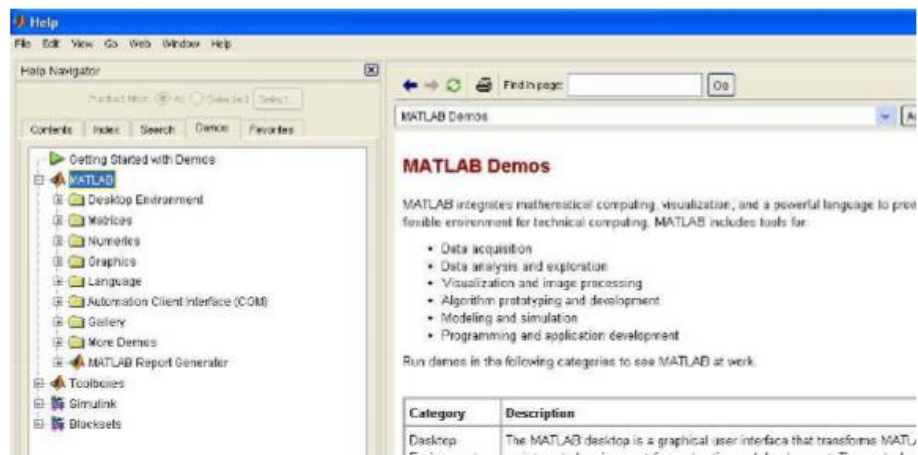 Help
File Edit View Go Web Window Help
Help Navigator
Product filter: All Selected Select...
Contents Index Search Demos Favorites
Getting Started with Demos
MATLAB
Desktop Environment
Matrices
Numerics
Graphics
Language
Automation Client Interface (COM)
Gallery
More Demos
MATLAB Report Generator
Toolboxes
Simulink
Blocksets
Find in page: Go
MATLAB Demos
MATLAB Demos
MATLAB integrates mathematical computing, visualization, and a powerful language to
flexible environment for technical computing. MATLAB includes tools for:
• Data acquisition
• Data analysis and exploration
• Visualization and image processing
• Algorithm prototyping and development
• Modeling and simulation
• Programming and application development
Run demos in the following categories to see MATLAB at work.
Category Description
Desktop The MATLAB desktop is a graphical user interface that transforms